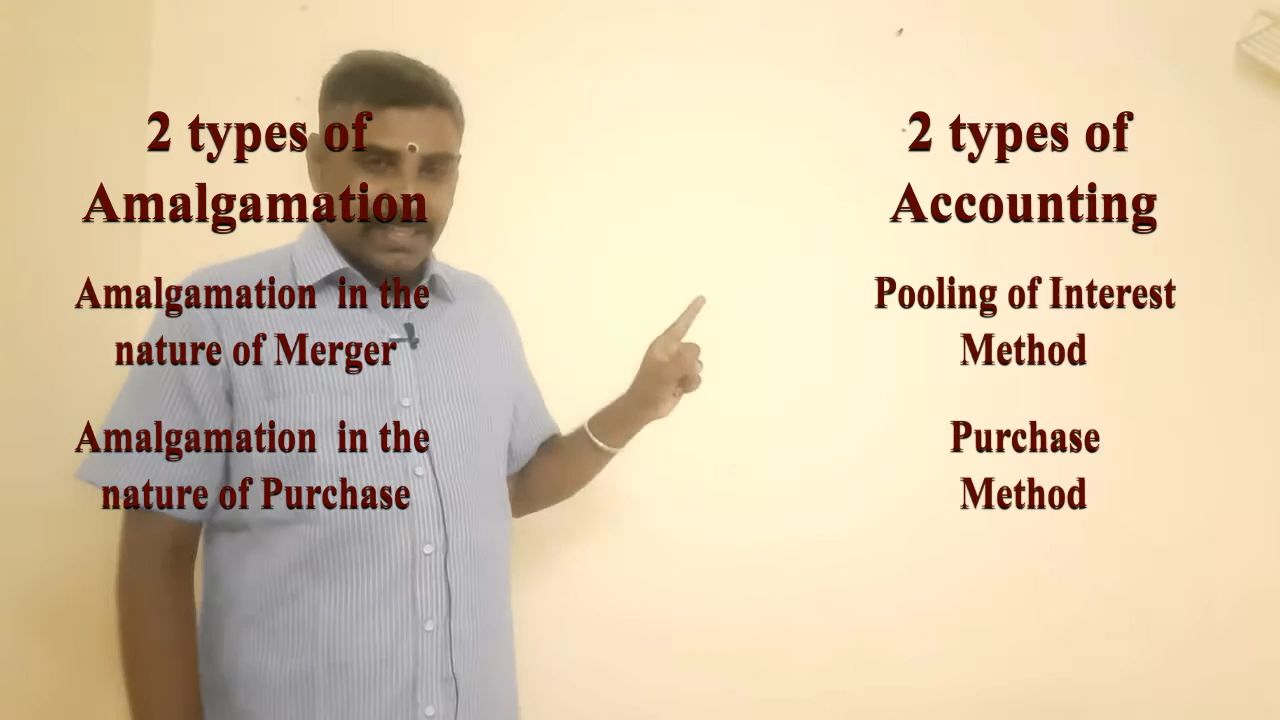 2 types of
Amalgamation
Amalgamation in the
nature of Merger
Amalgamation in the
nature of Purchase
2 types of
Accounting
Pooling of Interest
Method
Purchase
Method